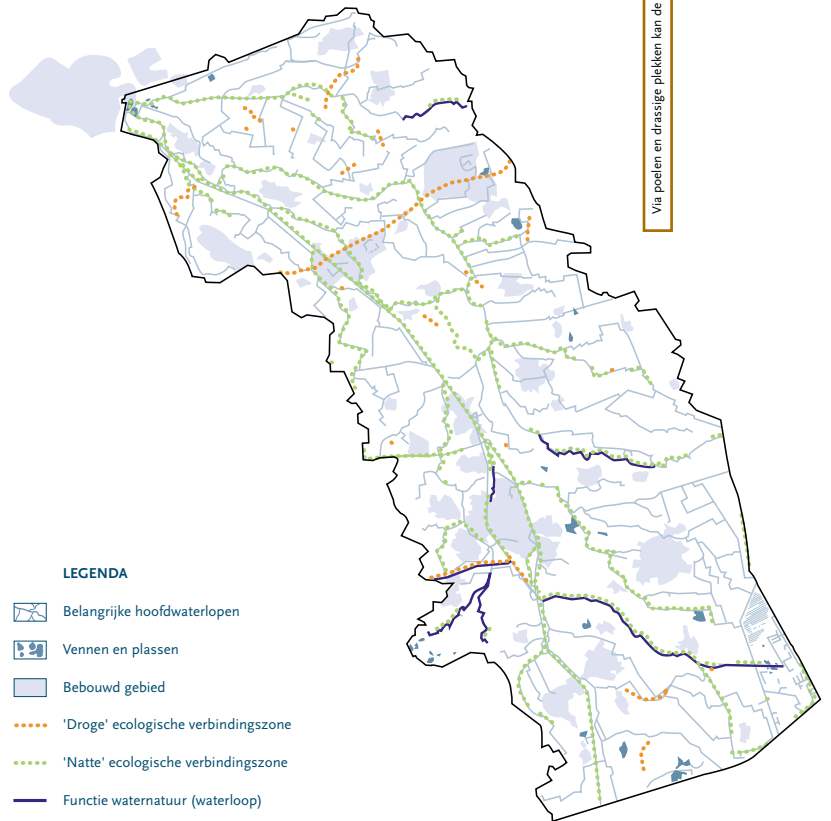 Via poelen en drassige plekken kan de
LEGENDA
Belangrijke hoofdwaterlopen
Vennen en plassen
Bebouwd gebied
'Droge' ecologische verbindingszone
'Natte' ecologische verbindingszone
Functie waternatuur (waterloop)